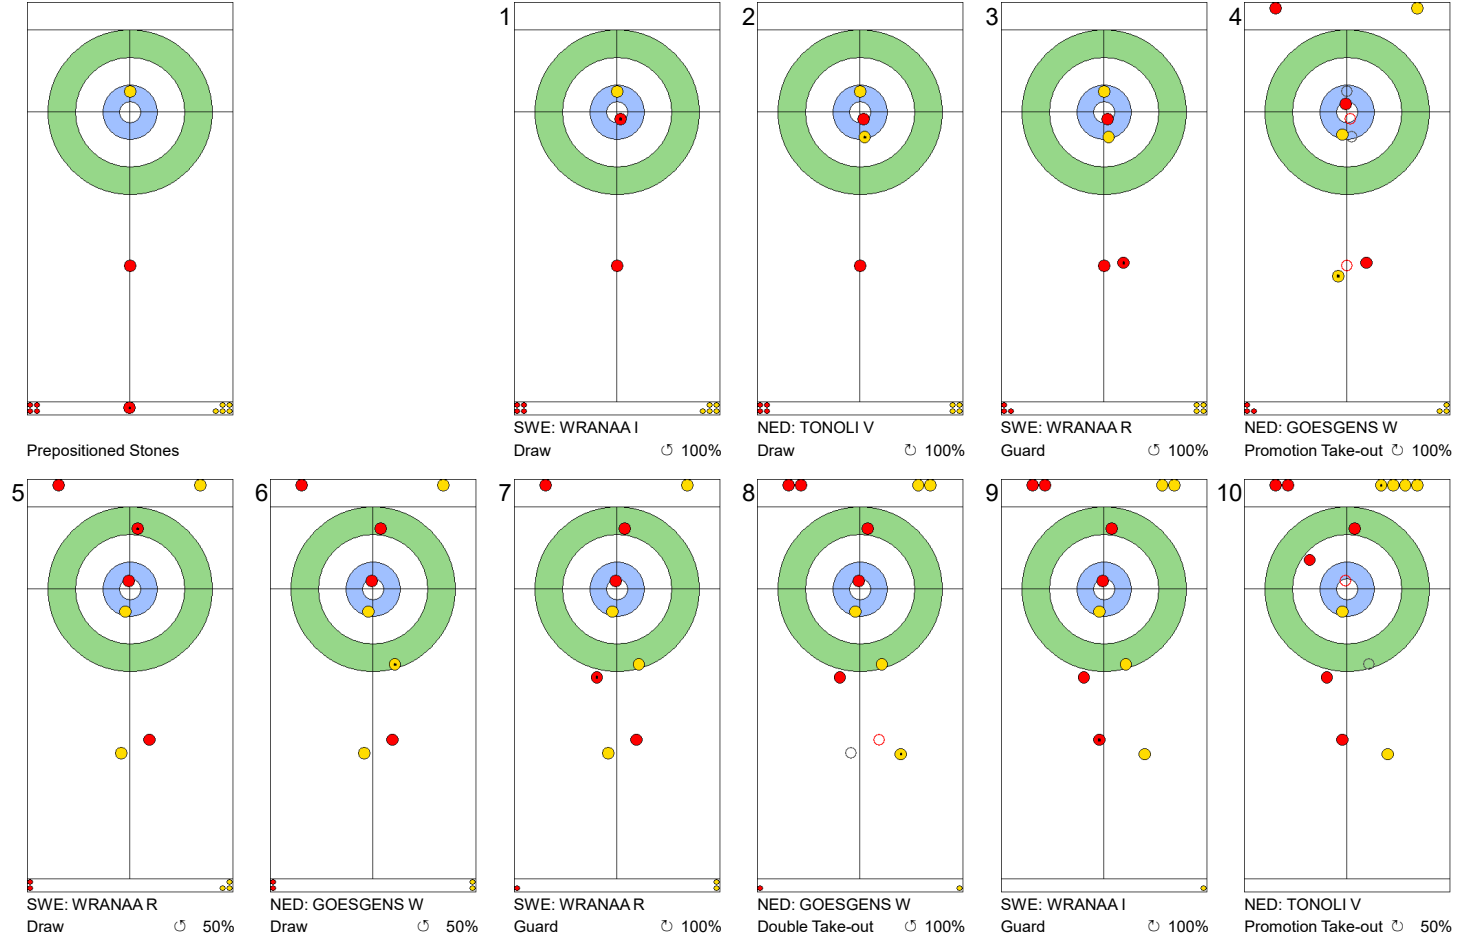 1
2
3
4
Prepositioned Stones
SWE: WRANAA I
Draw 100%
NED: TONOLI V
Draw 100%
SWE: WRANAA R
Guard 100%
NED: GOESGENS W
Promotion Take-out 100%
5
6
7
8
9
10
SWE: WRANAA R
Draw 50%
NED: GOESGENS W
Draw 50%
SWE: WRANAA R
Guard 100%
NED: GOESGENS W
Double Take-out 100%
SWE: WRANAA I
Guard 100%
NED: TONOLI V
Promotion Take-out 50%